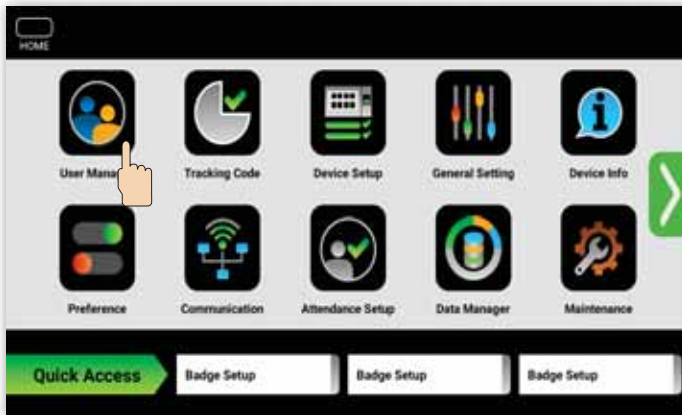 HOME
User Mana
Tracking Code
Device Setup
General Setting
Device Info
Preference
Communication
Attendance Setup
Data Manager
Maintenance
Quick Access
Badge Setup
Badge Setup
Badge Setup